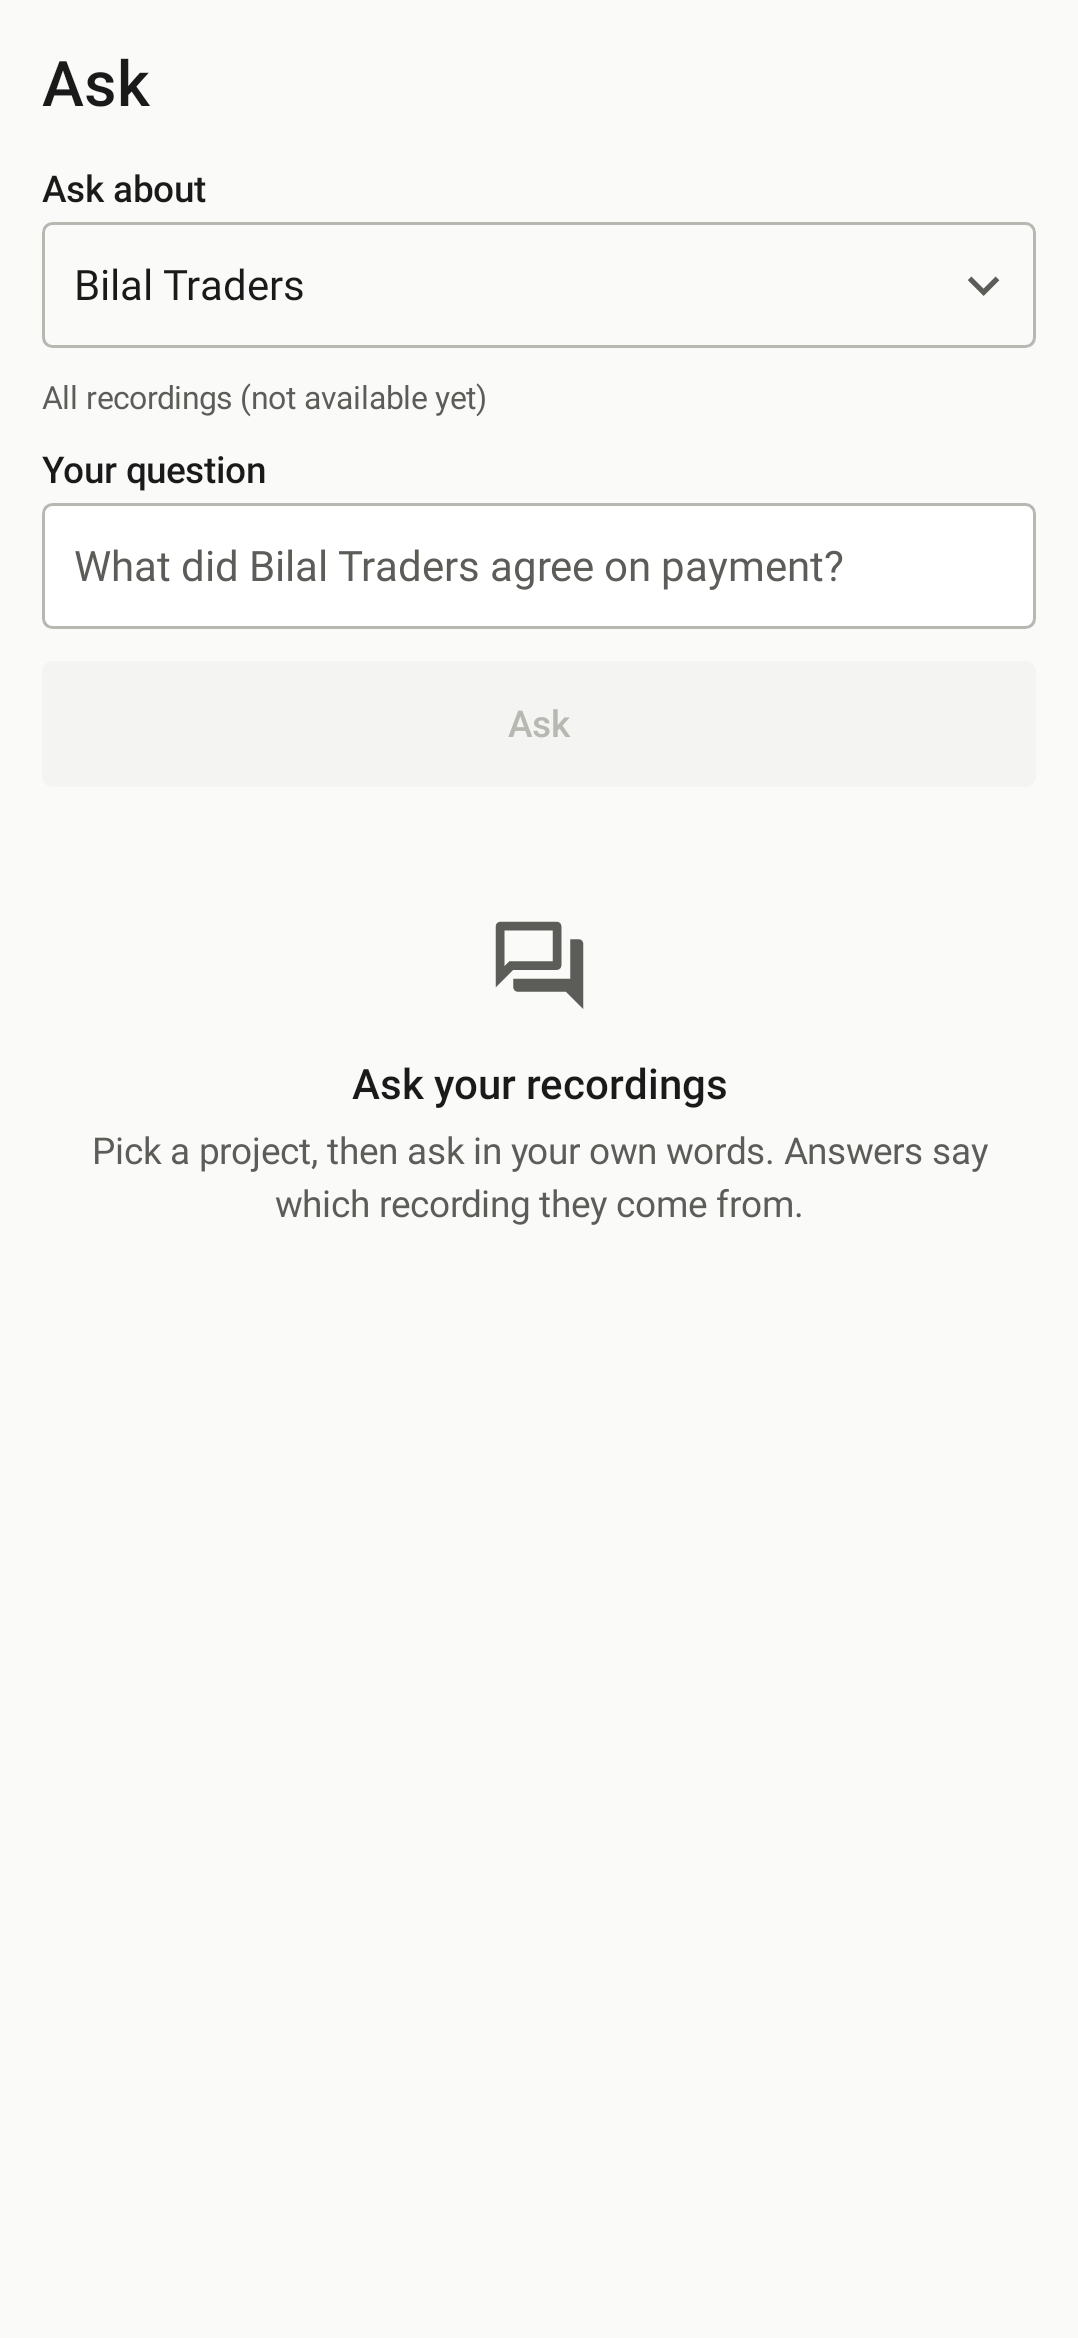 Ask
Ask about
Bilal Traders
All recordings (not available yet)
Your question
What did Bilal Traders agree on payment?
Ask
Ask your recordings
Pick a project, then ask in your own words. Answers say
which recording they come from.